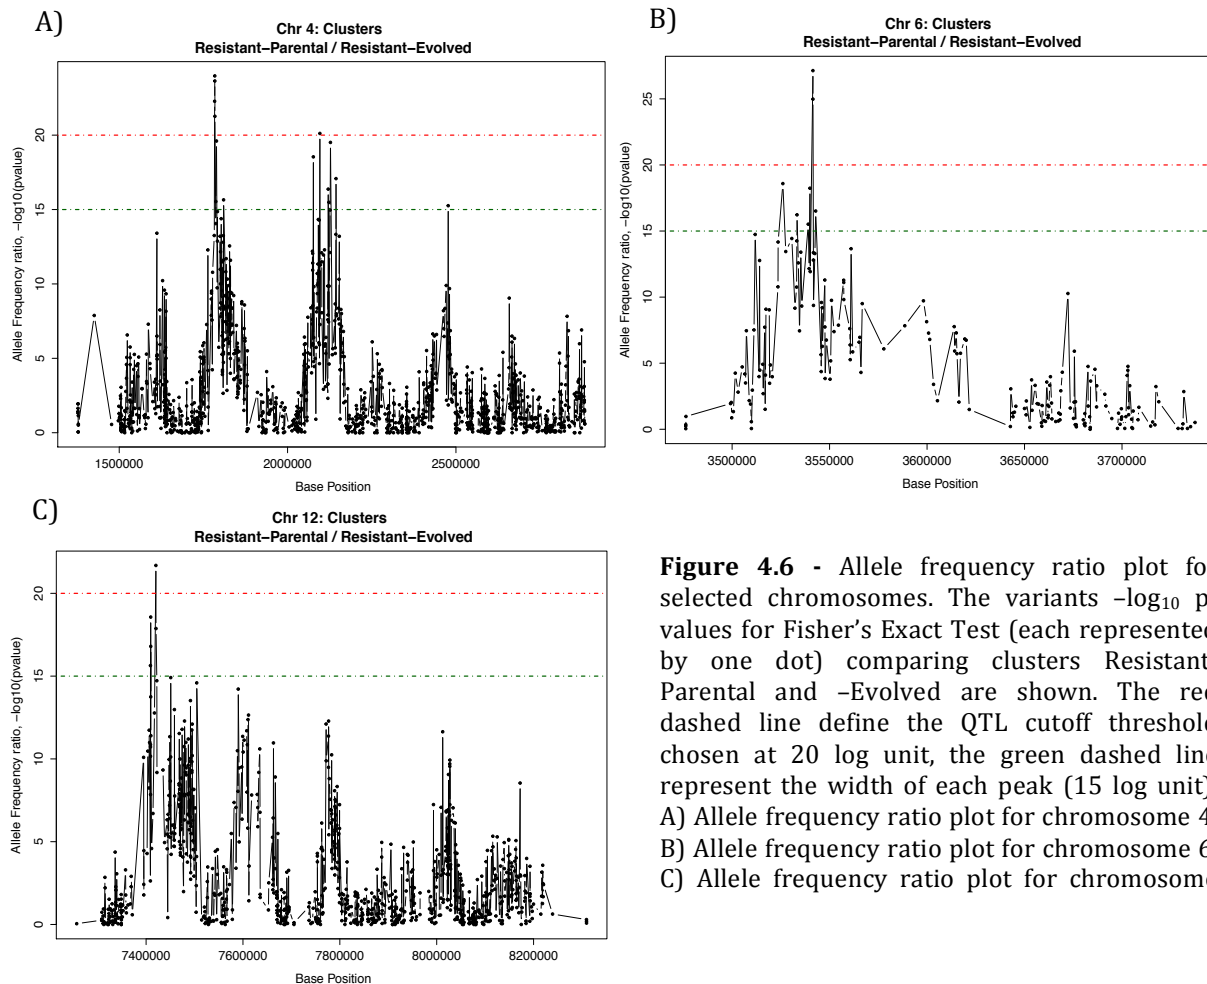 A)
Chr 4: Clusters
Resistant−Parental / Resistant−Evolved
Allele Frequency ratio, −log10(pvalue)
20
15
10
5
0
1500000 2000000 2500000
Base Position
B)
Chr 6: Clusters
Resistant−Parental / Resistant−Evolved
Allele Frequency ratio, −log10(pvalue)
25
20
15
10
5
0
3500000 3550000 3600000 3650000 3700000
Base Position
C)
Chr 12: Clusters
Resistant−Parental / Resistant−Evolved
Allele Frequency ratio, −log10(pvalue)
20
15
10
5
0
7400000 7600000 7800000 8000000 8200000
Base Position
Figure 4.6 - Allele frequency ratio plot fo
selected chromosomes. The variants –log₁₀ p
values for Fisher’s Exact Test (each represented
by one dot) comparing clusters Resistant
Parental and –Evolved are shown. The re
dashed line define the QTL cutoff threshold
chosen at 20 log unit, the green dashed line
represent the width of each peak (15 log unit)
A) Allele frequency ratio plot for chromosome 4
B) Allele frequency ratio plot for chromosome 6
C) Allele frequency ratio plot for chromosome